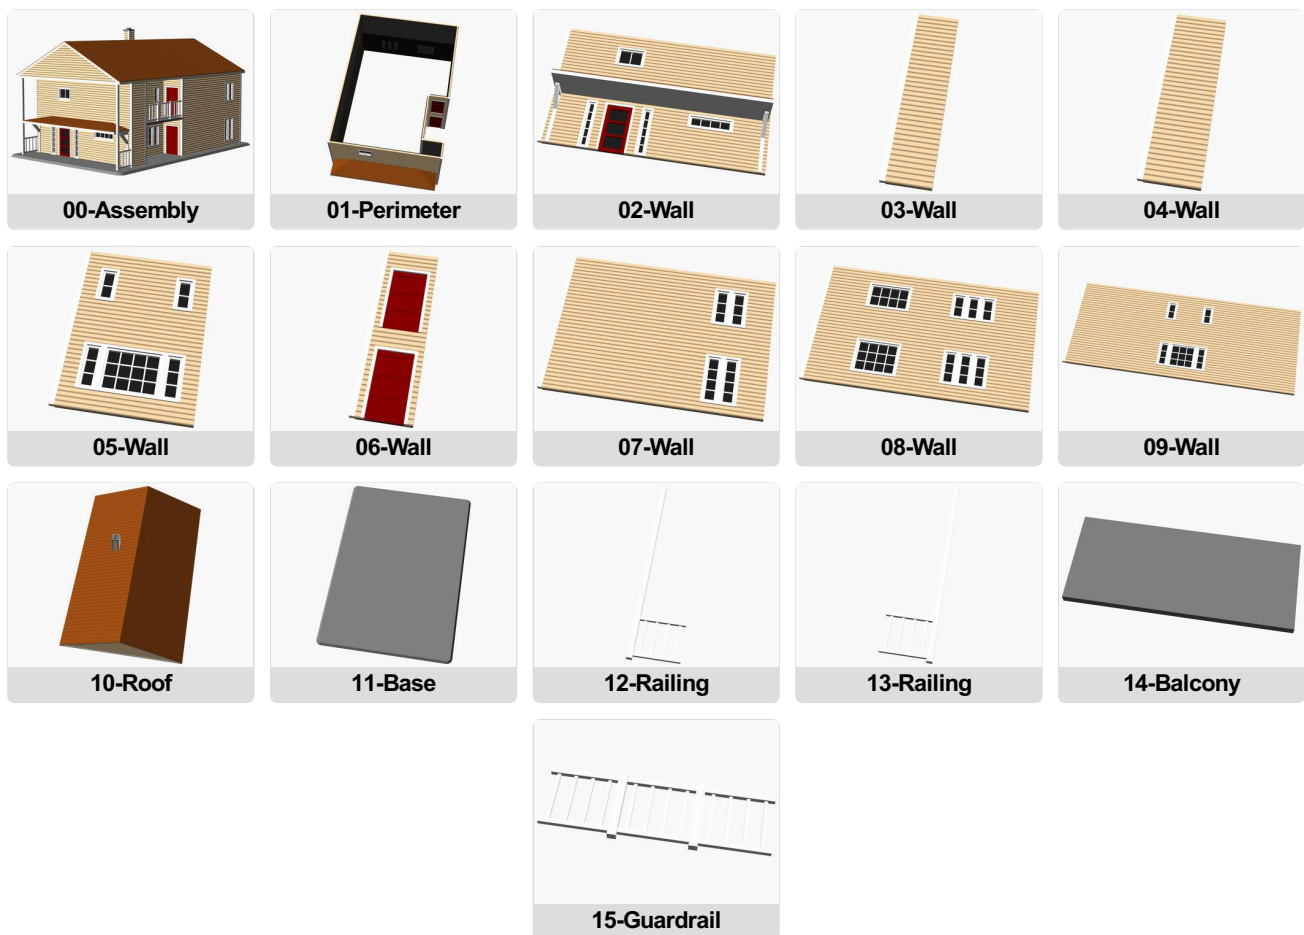 00-Assembly
01-Perimeter
02-Wall
03-Wall
04-Wall
05-Wall
06-Wall
07-Wall
08-Wall
09-Wall
10-Roof
11-Base
12-Railing
13-Railing
14-Balcony
15-Guardrail